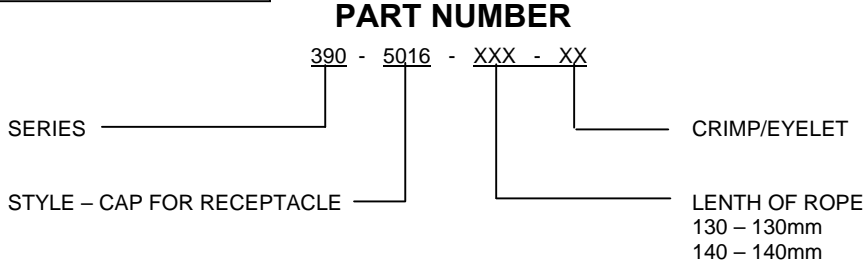 PART NUMBER
390 - 5016 - XXX - XX
SERIES
CRIMP/EYELET
STYLE – CAP FOR RECEPTACLE
LENTH OF ROPE
130 – 130mm
140 – 140mm